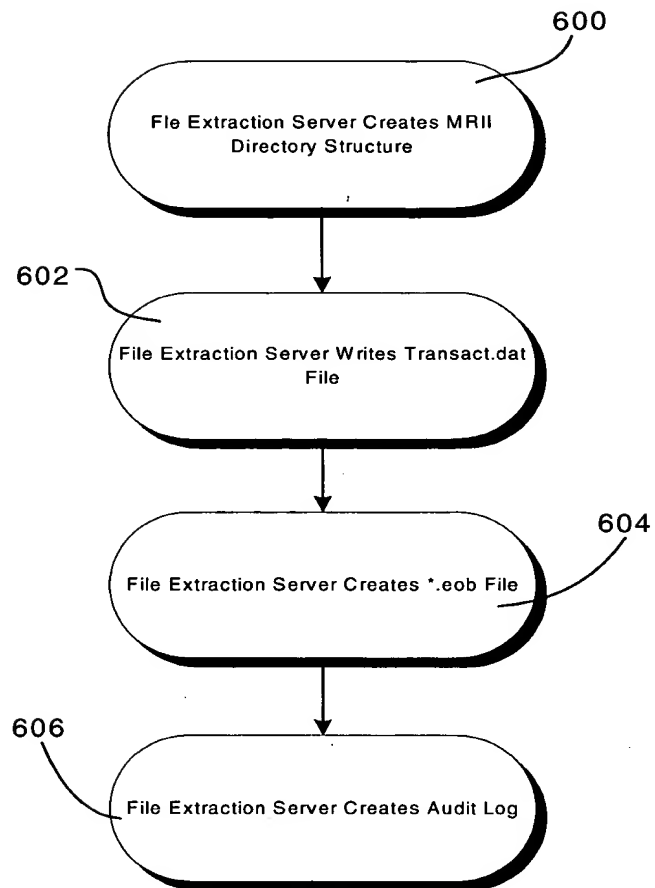 600
Fle Extraction Server Creates MRII
Directory Structure
602
File Extraction Server Writes Transact.dat
File
604
File Extraction Server Creates *.eob File
606
File Extraction Server Creates Audit Log